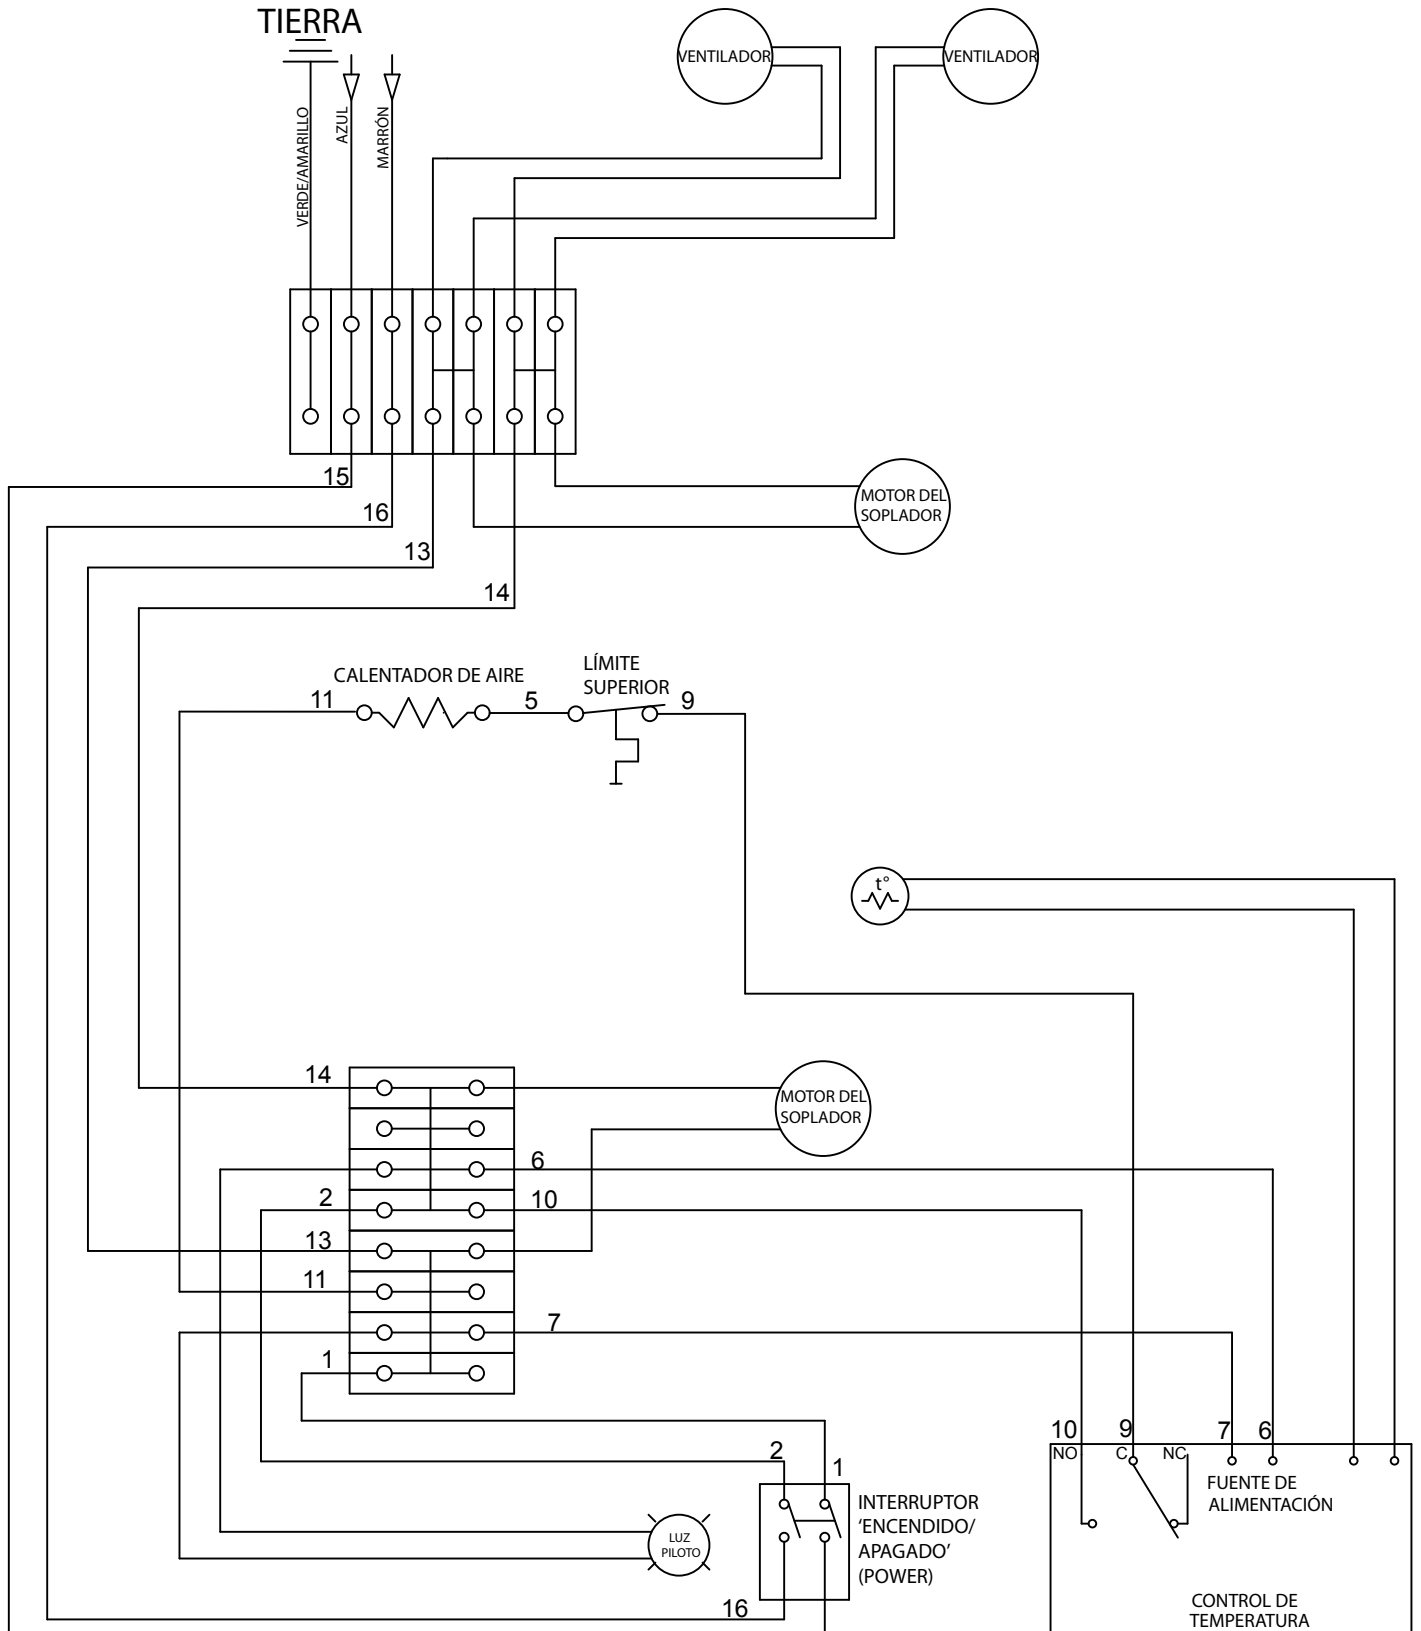 TIERRA
VENTILADOR
VENTILADOR
VERDE/AMARILLO
AZUL
MARRÓN
15
16
13
14
MOTOR DEL
SOPLADOR
CALENTADOR DE AIRE
LÍMITE
SUPERIOR
11
5
9
t°
14
MOTOR DEL
SOPLADOR
6
2
10
13
11
7
1
10
9
7
6
NO
C
NC
FUENTE DE
ALIMENTACIÓN
2
1
INTERRUPTOR
‘ENCENDIDO/
APAGADO’
(POWER)
LUZ
PILOTO
16
CONTROL DE
TEMPERATURA